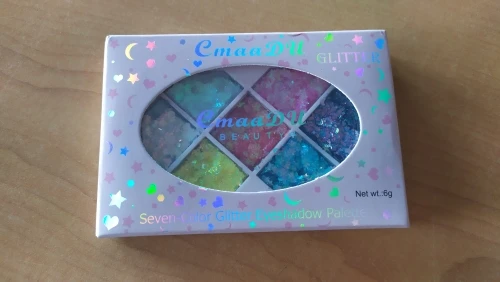 CmaaDU
GLITTER
CmaaDU
BEAUTY
Net wt.:6g
Seven Color Glitter Eyeshadow Palette